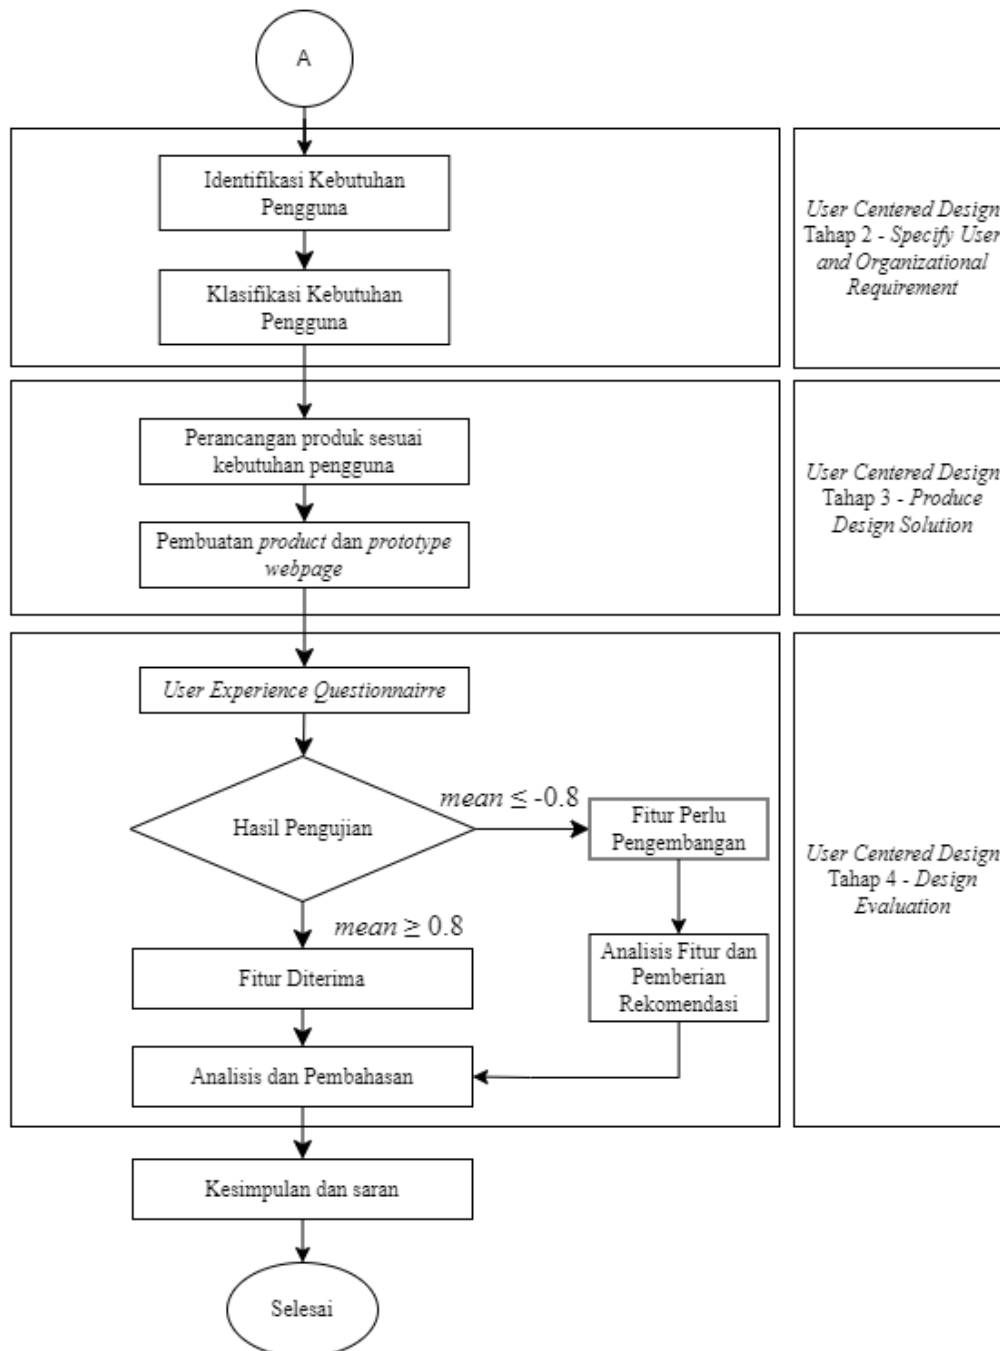 A
Identifikasi Kebutuhan
Pengguna
Klasifikasi Kebutuhan
Pengguna
User Centered Design
Tahap 2 - Specify User
and Organizational
Requirement
Perancangan produk sesuai
kebutuhan pengguna
Pembuatan product dan prototype
webpage
User Centered Design
Tahap 3 - Produce
Design Solution
User Experience Questionnairre
Hasil Pengujian
mean ≤ -0.8
Fitur Perlu
Pengembangan
mean ≥ 0.8
Fitur Diterima
Analisis Fitur dan
Pemberian
Rekomendasi
Analisis dan Pembahasan
User Centered Design
Tahap 4 - Design
Evaluation
Kesimpulan dan saran
Selesai